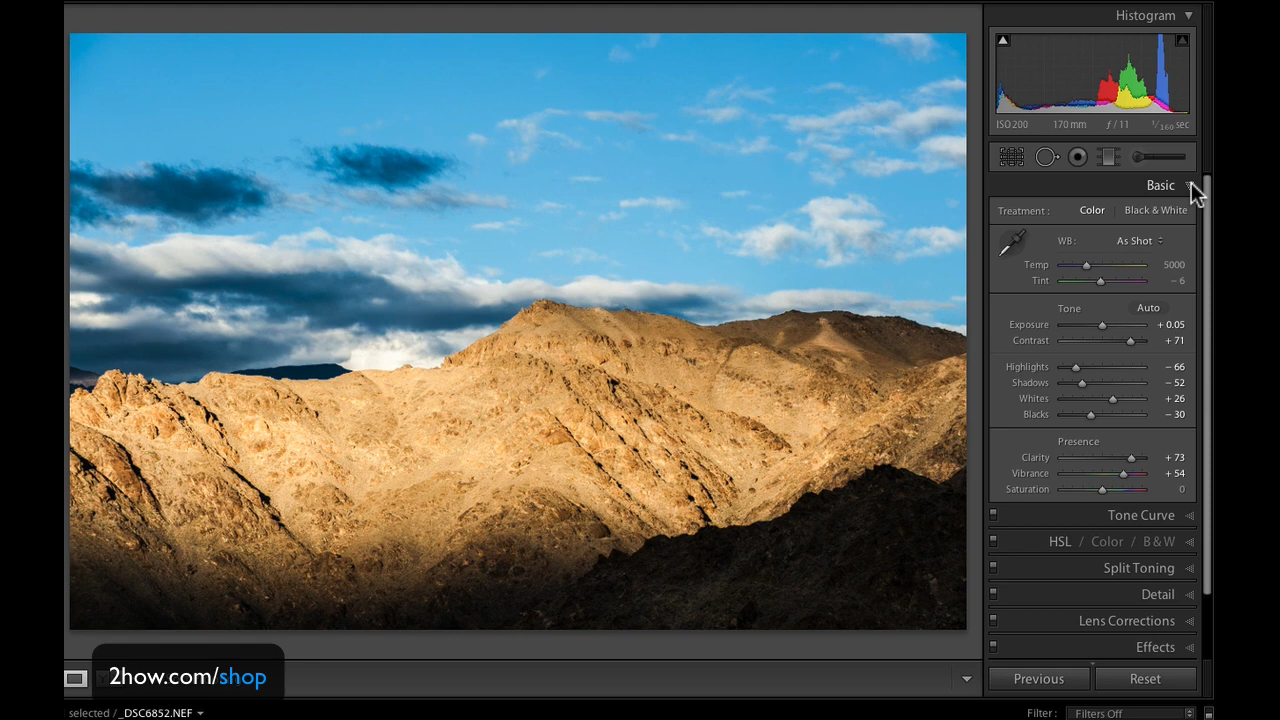 Histogram
ISO 200 170 mm ƒ / 11 1/160 sec
Basic
Treatment : Color Black & White
WB : As Shot
Temp 5000
Tint – 6
Tone Auto
Exposure + 0.05
Contrast + 71
Highlights – 66
Shadows – 52
Whites + 26
Blacks – 30
Presence
Clarity + 73
Vibrance + 54
Saturation 0
Tone Curve
HSL / Color / B & W
Split Toning
Detail
Lens Corrections
Effects
2how.com/shop
Previous Reset
selected / _DSC6852.NEF
Filter : Filters Off